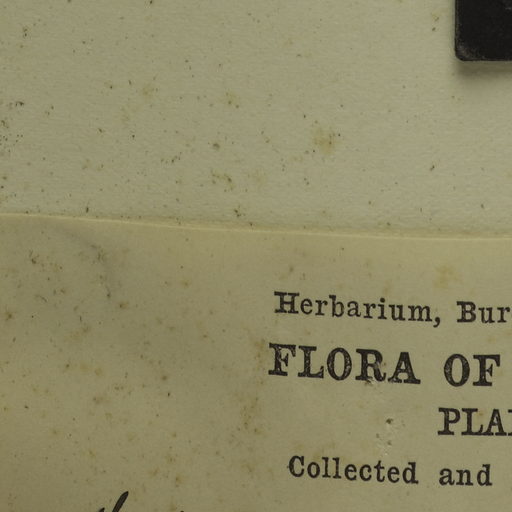 Herbarium, Bur
FLORA OF
PLA
Collected and